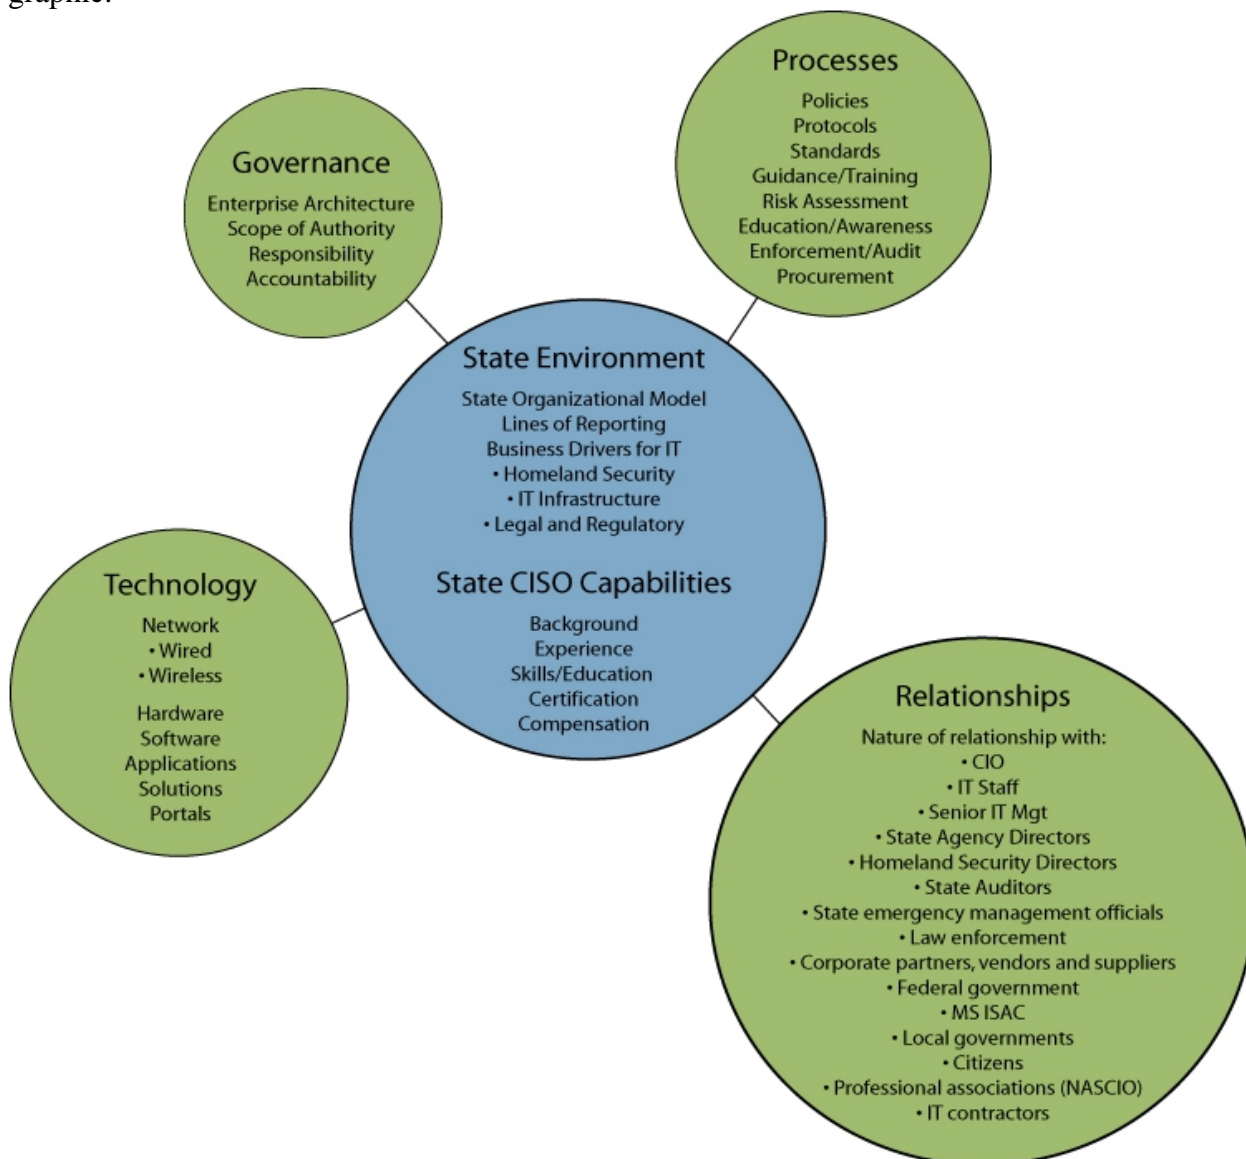 graphic.
Processes
Policies
Protocols
Standards
Guidance/Training
Risk Assessment
Education/Awareness
Enforcement/Audit
Procurement
Governance
Enterprise Architecture
Scope of Authority
Responsibility
Accountability
State Environment
State Organizational Model
Lines of Reporting
Business Drivers for IT
• Homeland Security
• IT Infrastructure
• Legal and Regulatory
State CISO Capabilities
Background
Experience
Skills/Education
Certification
Compensation
Technology
Network
• Wired
• Wireless
Hardware
Software
Applications
Solutions
Portals
Relationships
Nature of relationship with:
• CIO
• IT Staff
• Senior IT Mgt
• State Agency Directors
• Homeland Security Directors
• State Auditors
• State emergency management officials
• Law enforcement
• Corporate partners, vendors and suppliers
• Federal government
• MS ISAC
• Local governments
• Citizens
• Professional associations (NASCIO)
• IT contractors